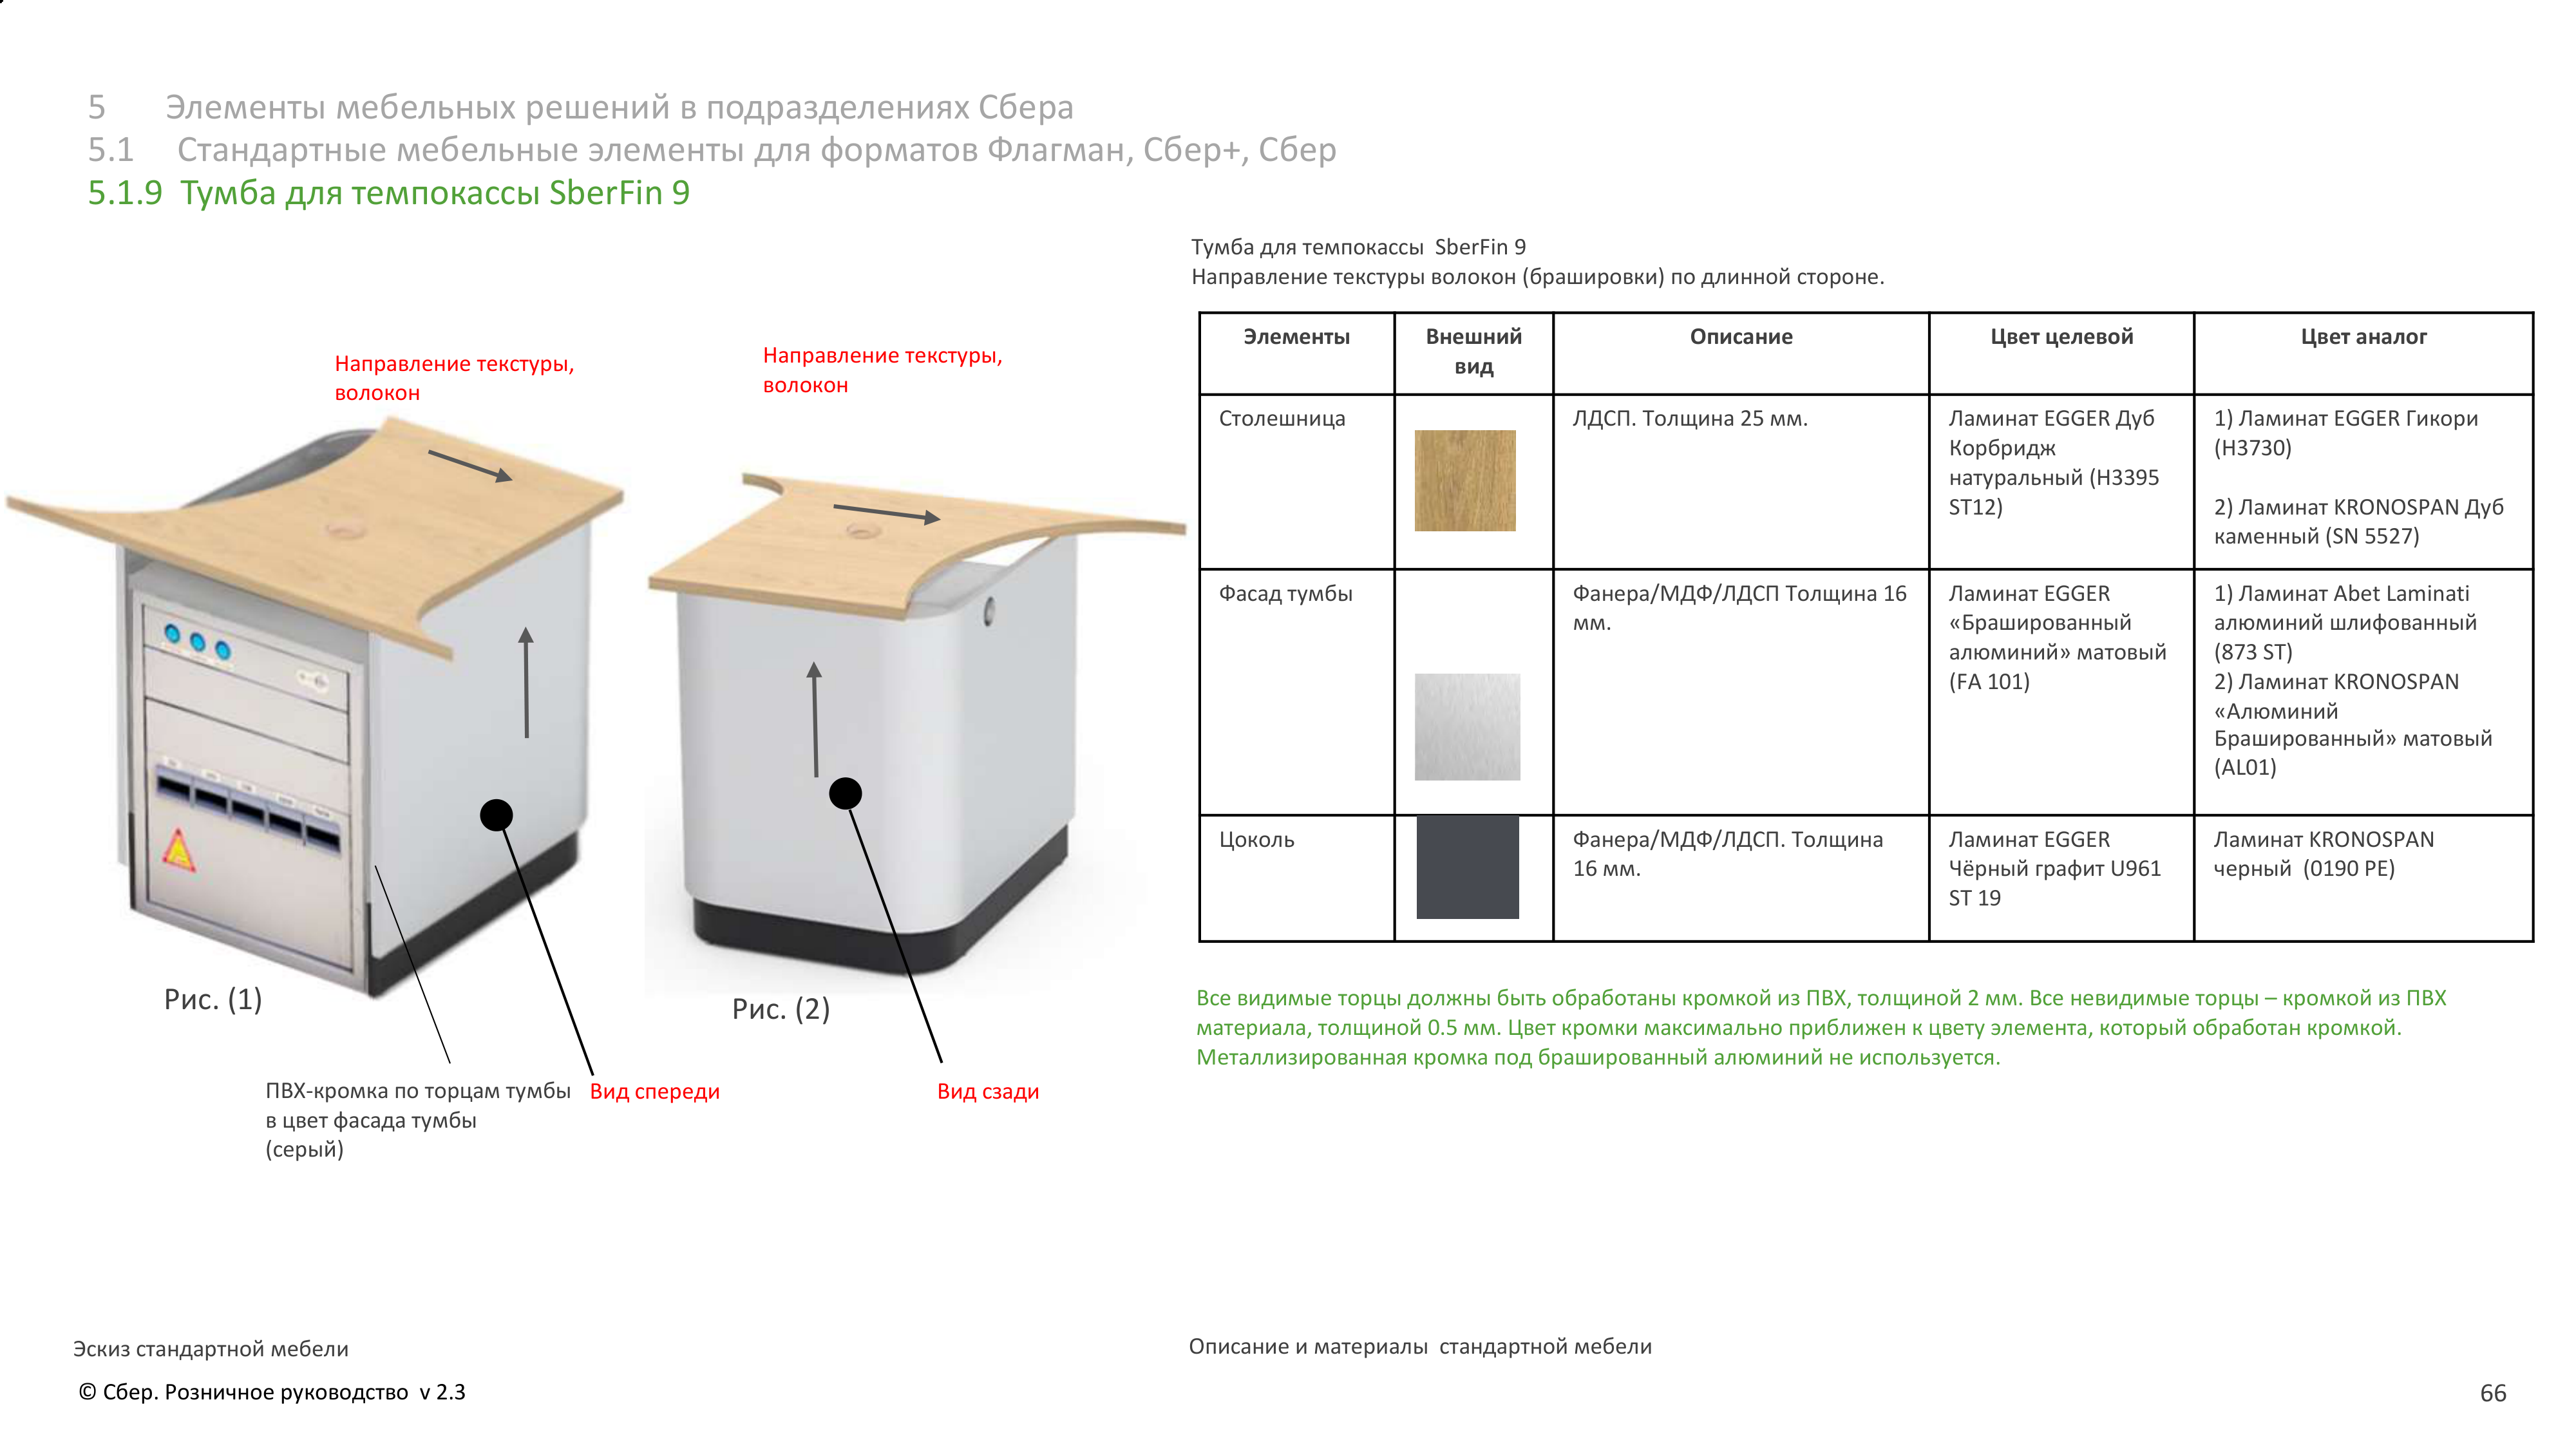 5 Элементы мебельных решений в подразделениях Сбера
5.1 Стандартные мебельные элементы для форматов Флагман, Сбер+, Сбер
5.1.9 Тумба для темпокассы SberFin 9
Направление текстуры,
волокон
Направление текстуры,
волокон
Рис. (1)
Рис. (2)
ПВХ-кромка по торцам тумбы
в цвет фасада тумбы
(серый)
Вид спереди
Вид сзади
Тумба для темпокассы SberFin 9
Направление текстуры волокон (брашировки) по длинной стороне.
Элементы
Внешний
вид
Описание
Цвет целевой
Цвет аналог
Столешница
ЛДСП. Толщина 25 мм.
Ламинат EGGER Дуб
Корбридж
натуральный (H3395
ST12)
1) Ламинат EGGER Гикори
(H3730)
2) Ламинат KRONOSPAN Дуб
каменный (SN 5527)
Фасад тумбы
Фанера/МДФ/ЛДСП Толщина 16
мм.
Ламинат EGGER
«Брашированный
алюминий» матовый
(FA 101)
1) Ламинат Abet Laminati
алюминий шлифованный
(873 ST)
2) Ламинат KRONOSPAN
«Алюминий
Брашированный» матовый
(AL01)
Цоколь
Фанера/МДФ/ЛДСП. Толщина
16 мм.
Ламинат EGGER
Чёрный графит U961
ST 19
Ламинат KRONOSPAN
черный (0190 PE)
Все видимые торцы должны быть обработаны кромкой из ПВХ, толщиной 2 мм. Все невидимые торцы – кромкой из ПВХ
материала, толщиной 0.5 мм. Цвет кромки максимально приближен к цвету элемента, который обработан кромкой.
Металлизированная кромка под брашированный алюминий не используется.
Эскиз стандартной мебели
Описание и материалы стандартной мебели
© Сбер. Розничное руководство v 2.3
66